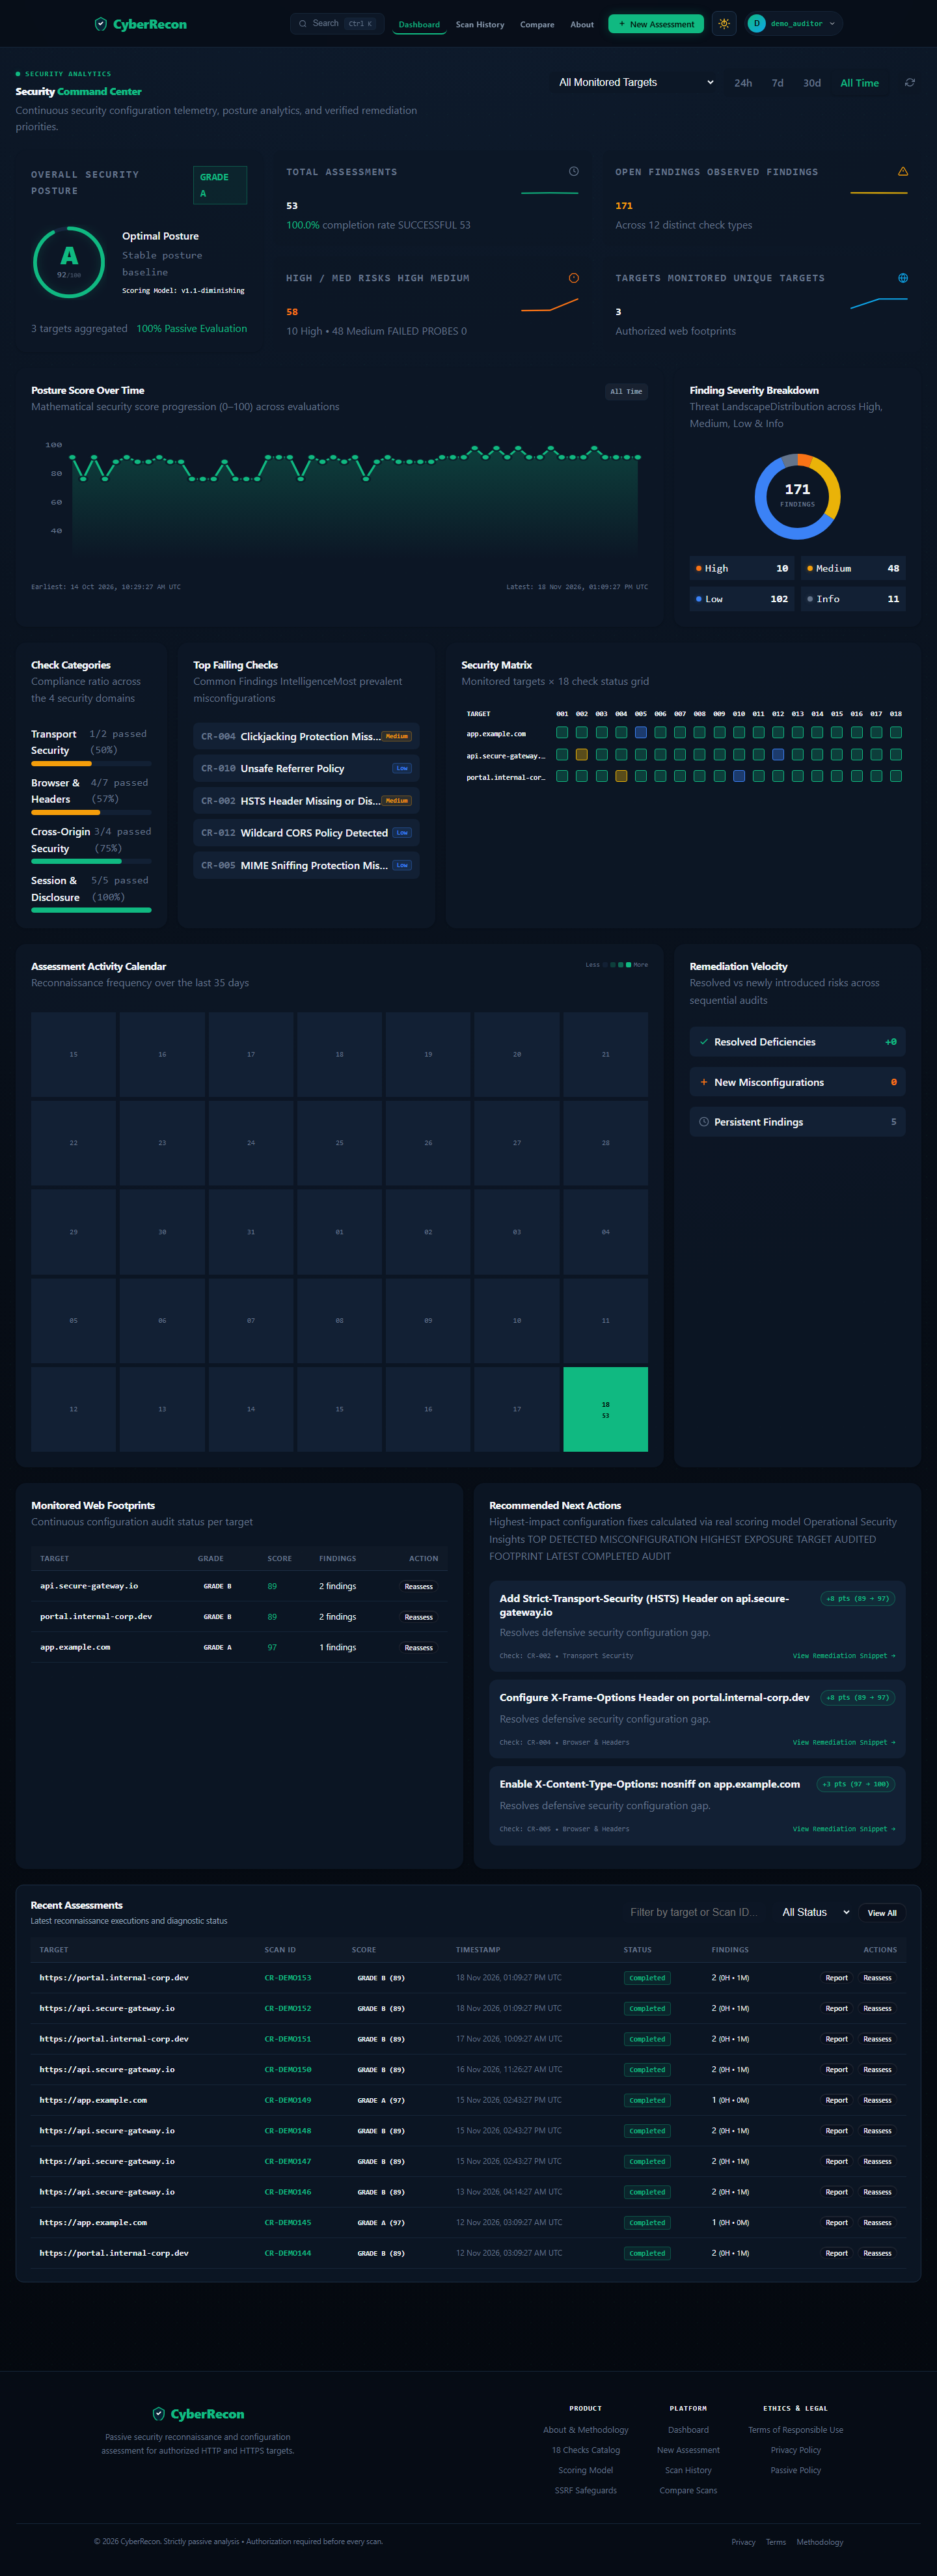 CyberRecon
Search Ctrl K
Dashboard Scan History Compare About
+ New Assessment
D demo_auditor
SECURITY ANALYTICS
Security Command Center
Continuous security configuration telemetry, posture analytics, and verified remediation
priorities.
All Monitored Targets
24h 7d 30d All Time
OVERALL SECURITY
POSTURE
GRADE
A
A
92/100
Optimal Posture
Stable posture
baseline
Scoring Model: v1.1-diminishing
3 targets aggregated 100% Passive Evaluation
TOTAL ASSESSMENTS
53
100.0% completion rate SUCCESSFUL 53
OPEN FINDINGS OBSERVED FINDINGS
171
Across 12 distinct check types
HIGH / MED RISKS HIGH MEDIUM
58
10 High • 48 Medium FAILED PROBES 0
TARGETS MONITORED UNIQUE TARGETS
3
Authorized web footprints
Posture Score Over Time
Mathematical security score progression (0–100) across evaluations
All Time
100
80
60
40
Earliest: 14 Oct 2026, 10:29:27 AM UTC
Latest: 18 Nov 2026, 01:09:27 PM UTC
Finding Severity Breakdown
Threat LandscapeDistribution across High,
Medium, Low & Info
171
FINDINGS
High 10
Medium 48
Low 102
Info 11
Check Categories
Compliance ratio across
the 4 security domains
Transport
Security
1/2 passed
(50%)
Browser &
Headers
4/7 passed
(57%)
Cross-Origin
Security
3/4 passed
(75%)
Session &
Disclosure
5/5 passed
(100%)
Top Failing Checks
Common Findings IntelligenceMost prevalent
misconfigurations
CR-004 Clickjacking Protection Miss... Medium
CR-010 Unsafe Referrer Policy Low
CR-002 HSTS Header Missing or Dis... Medium
CR-012 Wildcard CORS Policy Detected Low
CR-005 MIME Sniffing Protection Mis... Low
Security Matrix
Monitored targets × 18 check status grid
TARGET 001 002 003 004 005 006 007 008 009 010 011 012 013 014 015 016 017 018
app.example.com
api.secure-gateway...
portal.internal-cor...
Assessment Activity Calendar
Reconnaissance frequency over the last 35 days
Less More
15 16 17 18 19 20 21
22 23 24 25 26 27 28
29 30 31 01 02 03 04
05 06 07 08 09 10 11
12 13 14 15 16 17 18
53
Remediation Velocity
Resolved vs newly introduced risks across
sequential audits
Resolved Deficiencies +0
New Misconfigurations 0
Persistent Findings 5
Monitored Web Footprints
Continuous configuration audit status per target
TARGET GRADE SCORE FINDINGS ACTION
api.secure-gateway.io GRADE B 89 2 findings Reassess
portal.internal-corp.dev GRADE B 89 2 findings Reassess
app.example.com GRADE A 97 1 findings Reassess
Recommended Next Actions
Highest-impact configuration fixes calculated via real scoring model Operational Security
Insights TOP DETECTED MISCONFIGURATION HIGHEST EXPOSURE TARGET AUDITED
FOOTPRINT LATEST COMPLETED AUDIT
Add Strict-Transport-Security (HSTS) Header on api.secure-
gateway.io
+8 pts (89 → 97)
Resolves defensive security configuration gap.
Check: CR-002 • Transport Security View Remediation Snippet →
Configure X-Frame-Options Header on portal.internal-corp.dev +8 pts (89 → 97)
Resolves defensive security configuration gap.
Check: CR-004 • Browser & Headers View Remediation Snippet →
Enable X-Content-Type-Options: nosniff on app.example.com +3 pts (97 → 100)
Resolves defensive security configuration gap.
Check: CR-005 • Browser & Headers View Remediation Snippet →
Recent Assessments
Latest reconnaissance executions and diagnostic status
Filter by target or Scan ID... All Status View All
TARGET SCAN ID SCORE TIMESTAMP STATUS FINDINGS ACTIONS
https://portal.internal-corp.dev CR-DEMO153 GRADE B (89) 18 Nov 2026, 01:09:27 PM UTC Completed 2 (0H • 1M) Report Reassess
https://api.secure-gateway.io CR-DEMO152 GRADE B (89) 18 Nov 2026, 01:09:27 PM UTC Completed 2 (0H • 1M) Report Reassess
https://portal.internal-corp.dev CR-DEMO151 GRADE B (89) 17 Nov 2026, 10:09:27 AM UTC Completed 2 (0H • 1M) Report Reassess
https://api.secure-gateway.io CR-DEMO150 GRADE B (89) 16 Nov 2026, 11:26:27 AM UTC Completed 2 (0H • 1M) Report Reassess
https://app.example.com CR-DEMO149 GRADE A (97) 15 Nov 2026, 02:43:27 PM UTC Completed 1 (0H • 0M) Report Reassess
https://api.secure-gateway.io CR-DEMO148 GRADE B (89) 15 Nov 2026, 02:43:27 PM UTC Completed 2 (0H • 1M) Report Reassess
https://api.secure-gateway.io CR-DEMO147 GRADE B (89) 15 Nov 2026, 02:43:27 PM UTC Completed 2 (0H • 1M) Report Reassess
https://api.secure-gateway.io CR-DEMO146 GRADE B (89) 13 Nov 2026, 04:14:27 AM UTC Completed 2 (0H • 1M) Report Reassess
https://app.example.com CR-DEMO145 GRADE A (97) 12 Nov 2026, 03:09:27 AM UTC Completed 1 (0H • 0M) Report Reassess
https://portal.internal-corp.dev CR-DEMO144 GRADE B (89) 12 Nov 2026, 03:09:27 AM UTC Completed 2 (0H • 1M) Report Reassess
CyberRecon
Passive security reconnaissance and configuration
assessment for authorized HTTP and HTTPS targets.
PRODUCT
About & Methodology
18 Checks Catalog
Scoring Model
SSRF Safeguards
PLATFORM
Dashboard
New Assessment
Scan History
Compare Scans
ETHICS & LEGAL
Terms of Responsible Use
Privacy Policy
Passive Policy
© 2026 CyberRecon. Strictly passive analysis • Authorization required before every scan.
Privacy Terms Methodology